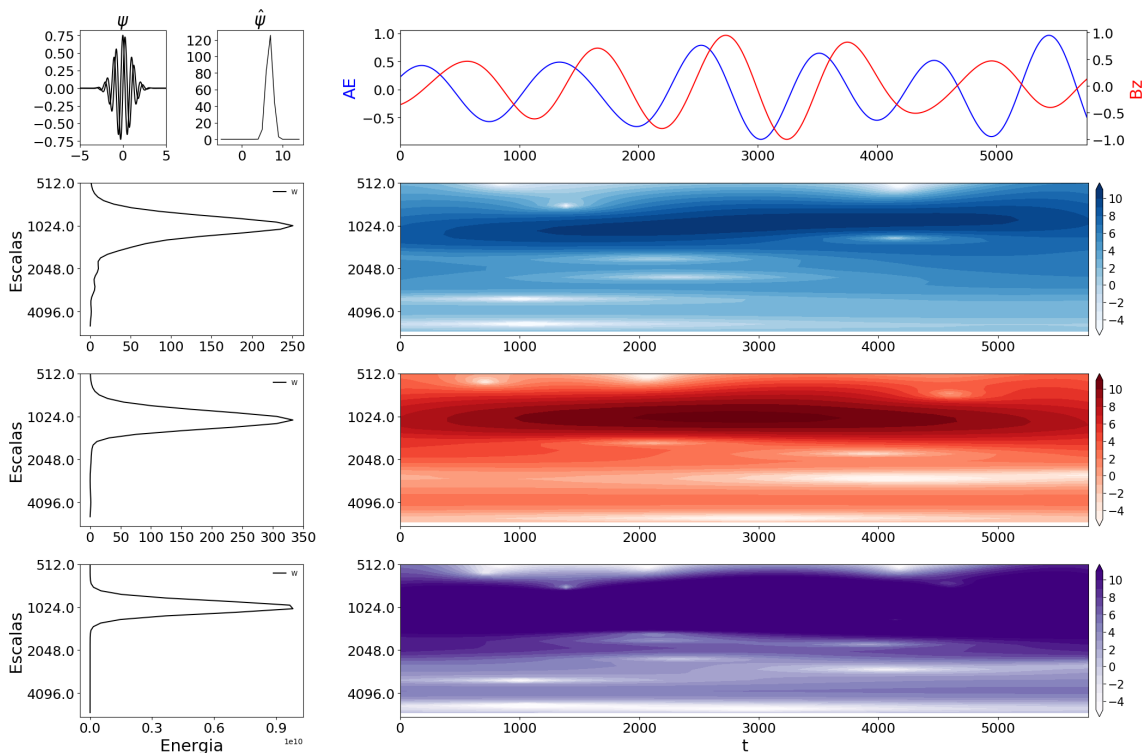 ψ
ψ̂
0.75
0.50
0.25
0.00
−0.25
−0.50
−0.75
−5 0 5
120
100
80
60
40
20
0
0 10
AE
1.0
0.5
0.0
−0.5
0 1000 2000 3000 4000 5000
1.0
0.5
0.0
−0.5
−1.0
Bz
Escalas
512.0
1024.0
2048.0
4096.0
w
0 50 100 150 200 250
0 1000 2000 3000 4000 5000
10
8
6
4
2
0
−2
−4
Escalas
512.0
1024.0
2048.0
4096.0
w
0 50 100 150 200 250 300 350
0 1000 2000 3000 4000 5000
10
8
6
4
2
0
−2
−4
Escalas
512.0
1024.0
2048.0
4096.0
w
0.0 0.3 0.6 0.9
1e10
Energia
0 1000 2000 3000 4000 5000
t
10
8
6
4
2
0
−2
−4